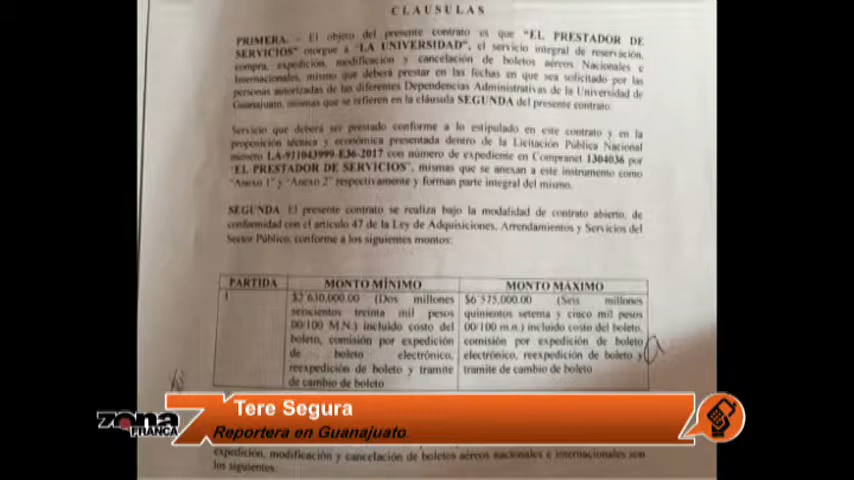 CLAUSULAS
PRIMERA. - El objeto del presente contrato es que "EL PRESTADOR DE
SERVICIOS" otorgue a "LA UNIVERSIDAD", el servicio integral de reservación,
compra, expedición, modificación y cancelación de boletos aéreos Nacionales e
Internacionales, mismo que deberá prestar en las fechas en que sea solicitado por las
personas autorizadas de las diferentes Dependencias Administrativas de la Universidad de
Guanajuato, mismas que se refieren en la cláusula SEGUNDA del presente contrato.
Servicio que deberá ser prestado conforme a lo estipulado en este contrato y en la
proposición técnica y económica presentada dentro de la Licitación Pública Nacional
número LA-911043999-E36-2017 con número de expediente en Compranet 1304036 por
"EL PRESTADOR DE SERVICIOS", mismas que se anexan a este instrumento como
"Anexo 1" y "Anexo 2" respectivamente y forman parte integral del mismo.
SEGUNDA El presente contrato se realiza bajo la modalidad de contrato abierto, de
conformidad con el artículo 47 de la Ley de Adquisiciones, Arrendamientos y Servicios del
Sector Público, conforme a los siguientes montos:
PARTIDA MONTO MÍNIMO MONTO MÁXIMO
1 $2´630,000.00 (Dos millones seiscientos treinta mil pesos 00/100 M.N.) incluido costo del boleto, comisión por expedición de boleto electrónico, reexpedición de boleto y tramite de cambio de boleto
$6´575,000.00 (Seis millones quinientos setenta y cinco mil pesos 00/100 m.n.) incluido costo del boleto, comisión por expedición de boleto electrónico, reexpedición de boleto y tramite de cambio de boleto
Tere Segura
Reportera en Guanajuato
zona
FRANCA
expedición, modificación y cancelación de boletos aéreos nacionales e internacionales son
los siguientes: